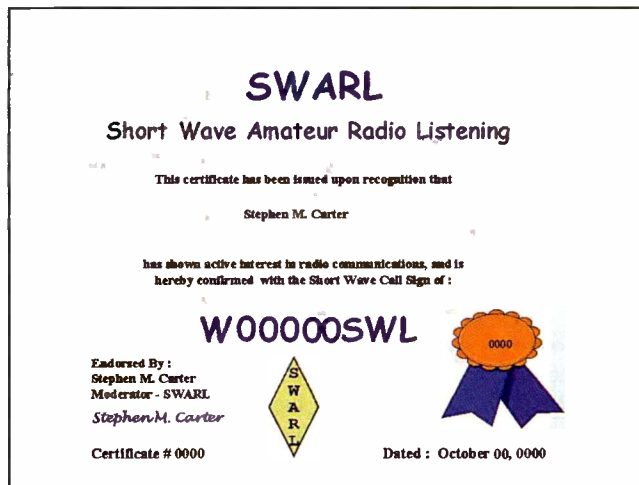 SWARL
Short Wave Amateur Radio Listening
This certificate has been issued upon recognition that
Stephen M. Carter
has shown active interest in radio communications, and is
hereby confirmed with the Short Wave Call Sign of :
W00000SWL
0000
Endorsed By :
Stephen M. Carter
Moderator - SWARL
Stephen M. Carter
SWARL
Certificate # 0000
Dated : October 00, 0000